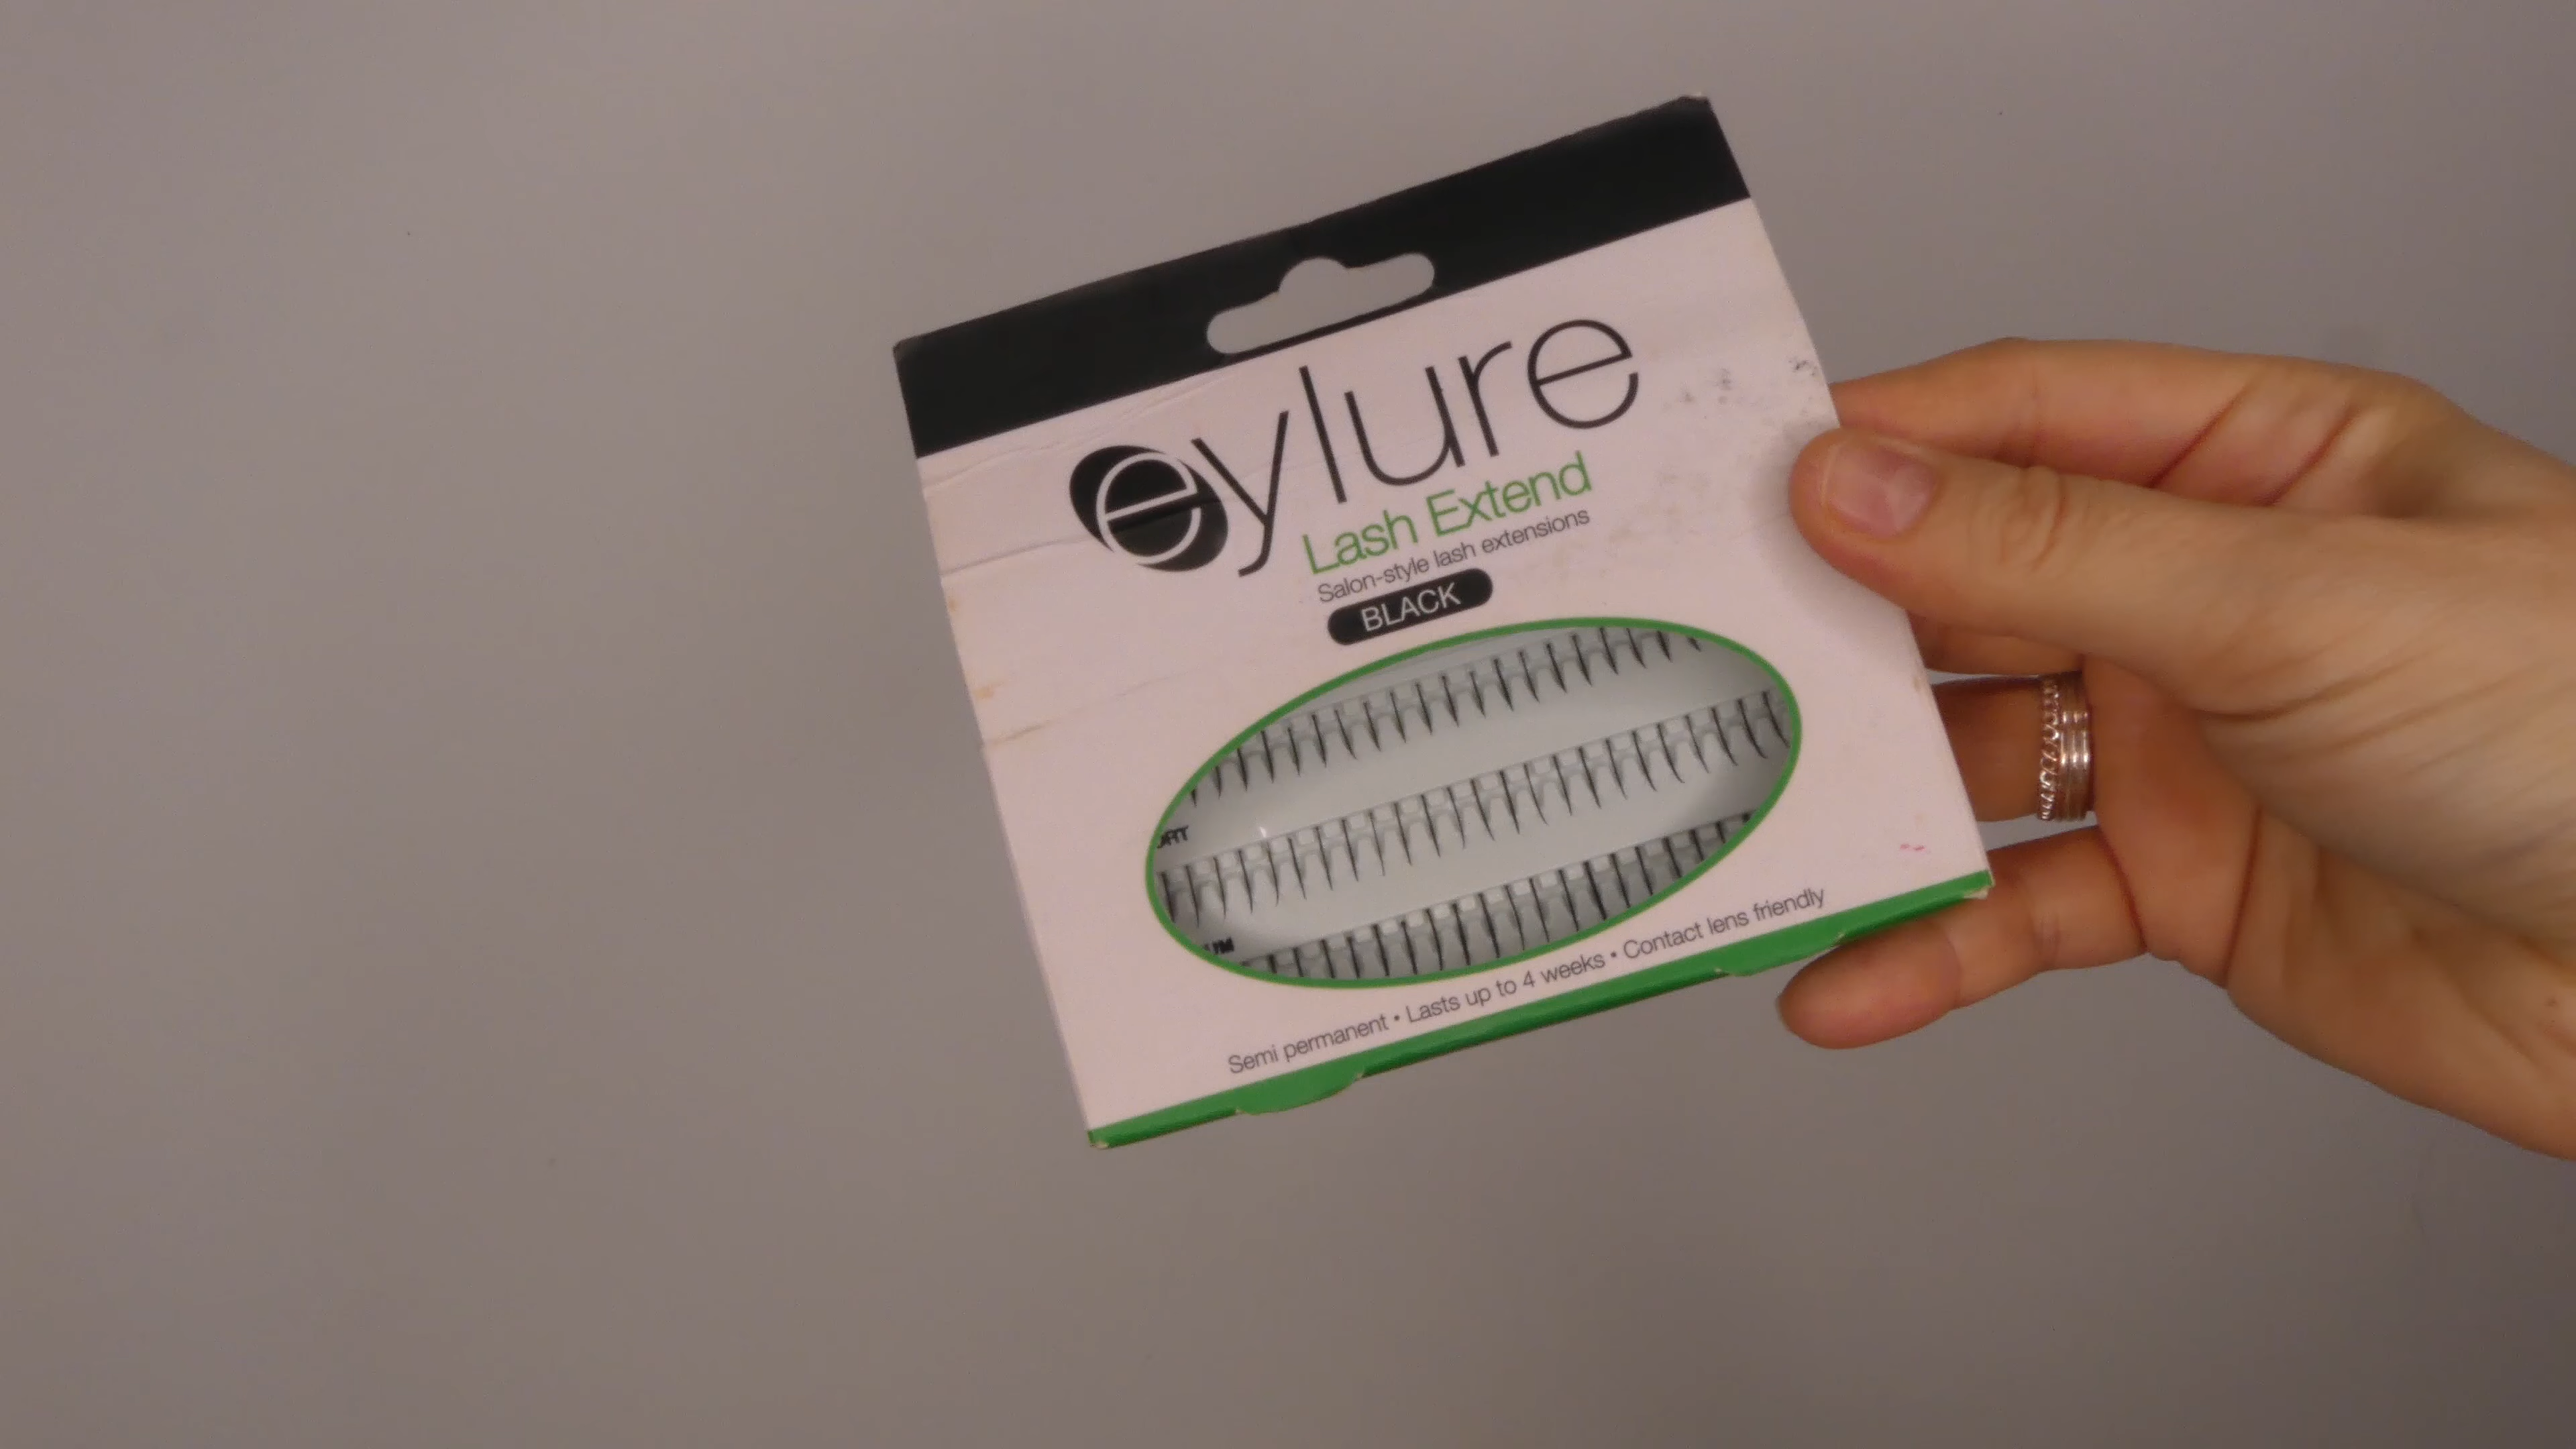 eylure
Lash Extend
Salon-style lash extensions
BLACK
Semi permanent • Lasts up to 4 weeks • Contact lens friendly